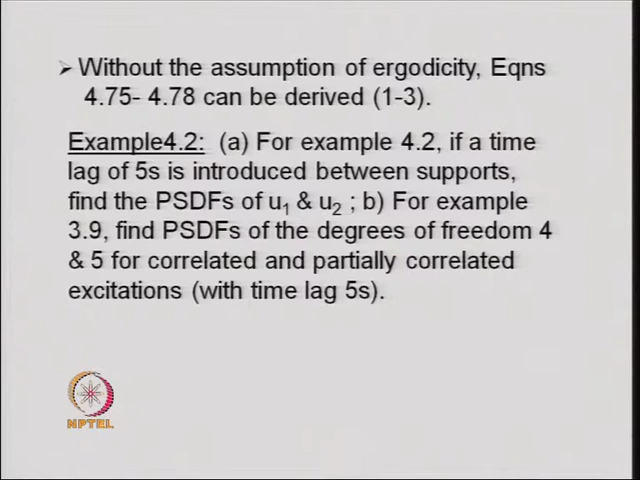 ➢ Without the assumption of ergodicity, Eqns
4.75- 4.78 can be derived (1-3).
Example4.2: (a) For example 4.2, if a time
lag of 5s is introduced between supports,
find the PSDFs of u₁ & u₂ ; b) For example
3.9, find PSDFs of the degrees of freedom 4
& 5 for correlated and partially correlated
excitations (with time lag 5s).
NPTEL